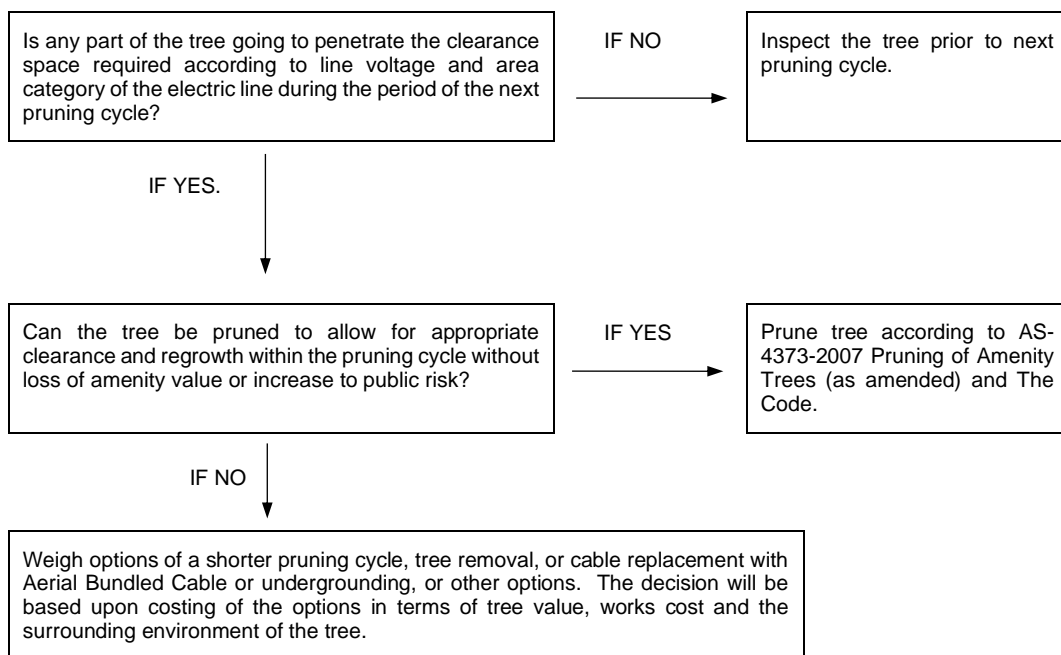 Is any part of the tree going to penetrate the clearance
space required according to line voltage and area
category of the electric line during the period of the next
pruning cycle?
IF NO
Inspect the tree prior to next
pruning cycle.
IF YES.
Can the tree be pruned to allow for appropriate
clearance and regrowth within the pruning cycle without
loss of amenity value or increase to public risk?
IF YES
Prune tree according to AS-
4373-2007 Pruning of Amenity
Trees (as amended) and The
Code.
IF NO
Weigh options of a shorter pruning cycle, tree removal, or cable replacement with
Aerial Bundled Cable or undergrounding, or other options. The decision will be
based upon costing of the options in terms of tree value, works cost and the
surrounding environment of the tree.